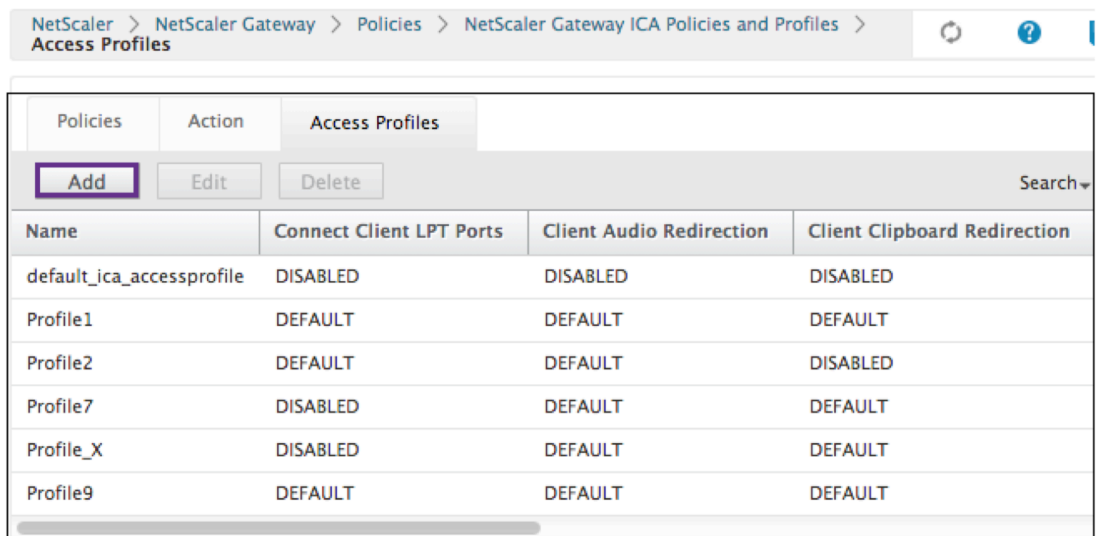 NetScaler > NetScaler Gateway > Policies > NetScaler Gateway ICA Policies and Profiles >
Access Profiles
Policies Action Access Profiles
Add Edit Delete Search
Name Connect Client LPT Ports Client Audio Redirection Client Clipboard Redirection
default_ica_accessprofile DISABLED DISABLED DISABLED
Profile1 DEFAULT DEFAULT DEFAULT
Profile2 DEFAULT DEFAULT DISABLED
Profile7 DISABLED DEFAULT DEFAULT
Profile_X DISABLED DEFAULT DEFAULT
Profile9 DEFAULT DEFAULT DEFAULT